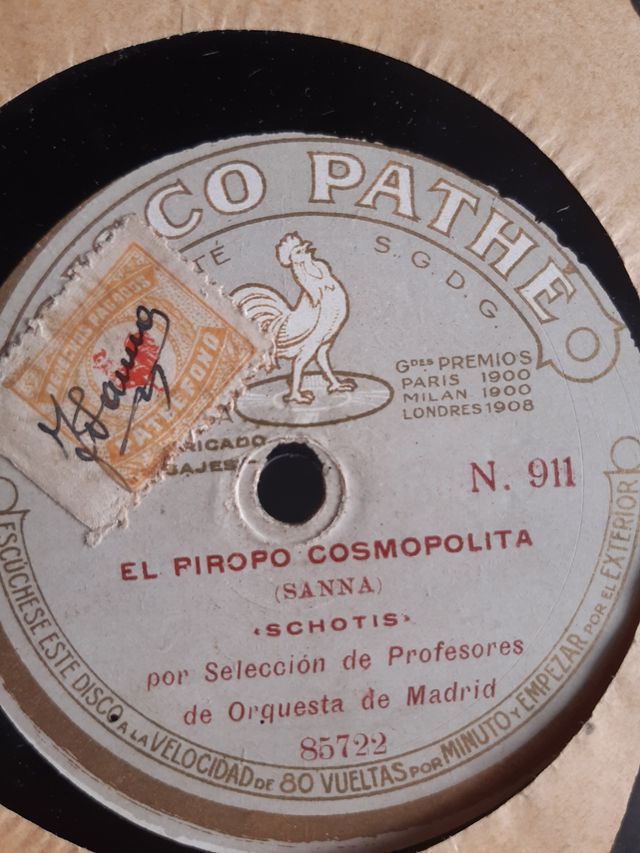 CO PATHÉ
TÉ S.G.D.G
Gdes PREMIOS
PARIS 1900
MILAN 1900
LONDRES 1908
RICADO
GAJES
N. 911
EL PIROPO COSMOPOLITA
(SANNA)
«SCHOTIS»
por Selección de Profesores
de Orquesta de Madrid
85722
ESCÚCHESE ESTE DISCO A LA VELOCIDAD DE 80 VUELTAS POR MINUTO Y EMPEZAR POR EL EXTERIOR